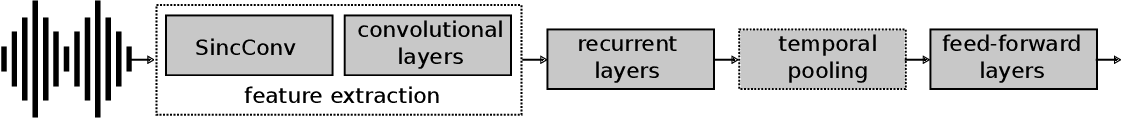 SincConv
convolutional
layers
feature extraction
recurrent
layers
temporal
pooling
feed-forward
layers